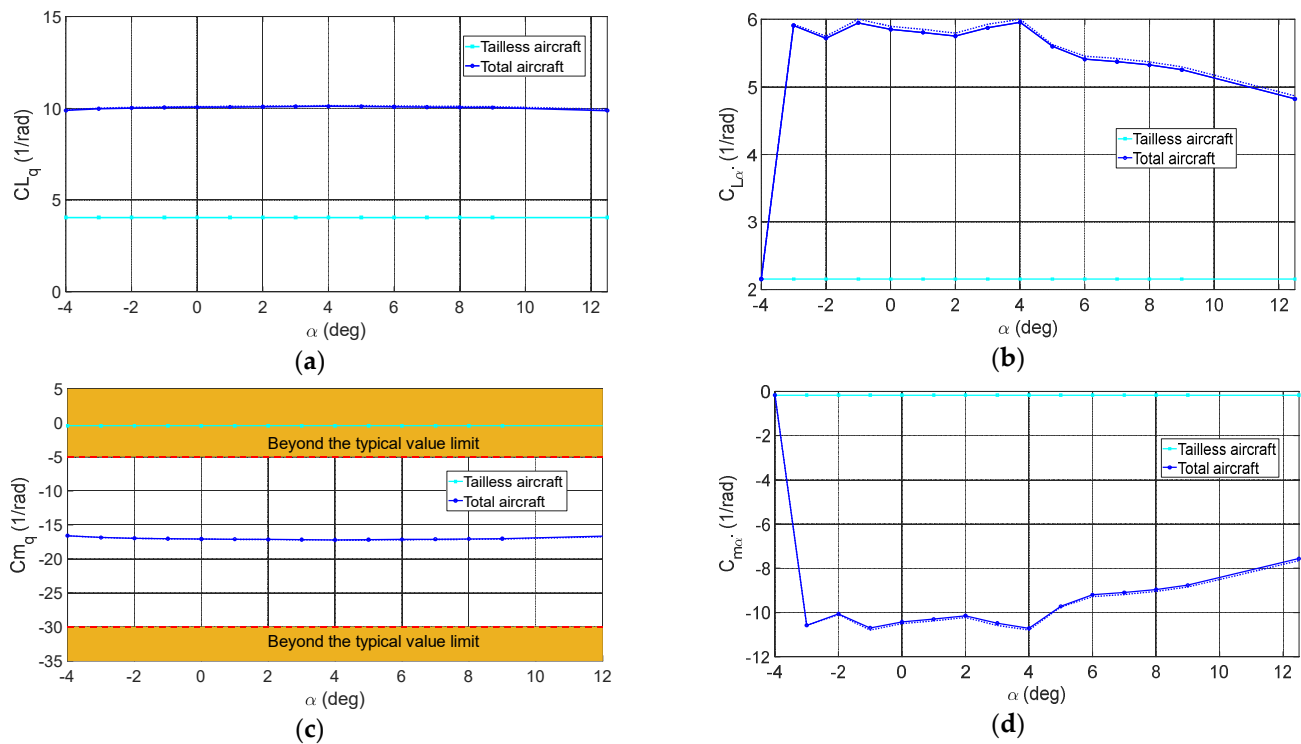 15
10
5
0
CL_q (1/rad)
Tailless aircraft
Total aircraft
-4 -2 0 2 4 6 8 10 12
α (deg)
(a)
6
5
4
3
2
C_Lα̇ (1/rad)
Tailless aircraft
Total aircraft
-4 -2 0 2 4 6 8 10 12
α (deg)
(b)
5
0
-5
-10
-15
-20
-25
-30
-35
Cm_q (1/rad)
Beyond the typical value limit
Tailless aircraft
Total aircraft
Beyond the typical value limit
-4 -2 0 2 4 6 8 10 12
α (deg)
(c)
0
-2
-4
-6
-8
-10
-12
C_mα̇ (1/rad)
Tailless aircraft
Total aircraft
-4 -2 0 2 4 6 8 10 12
α (deg)
(d)